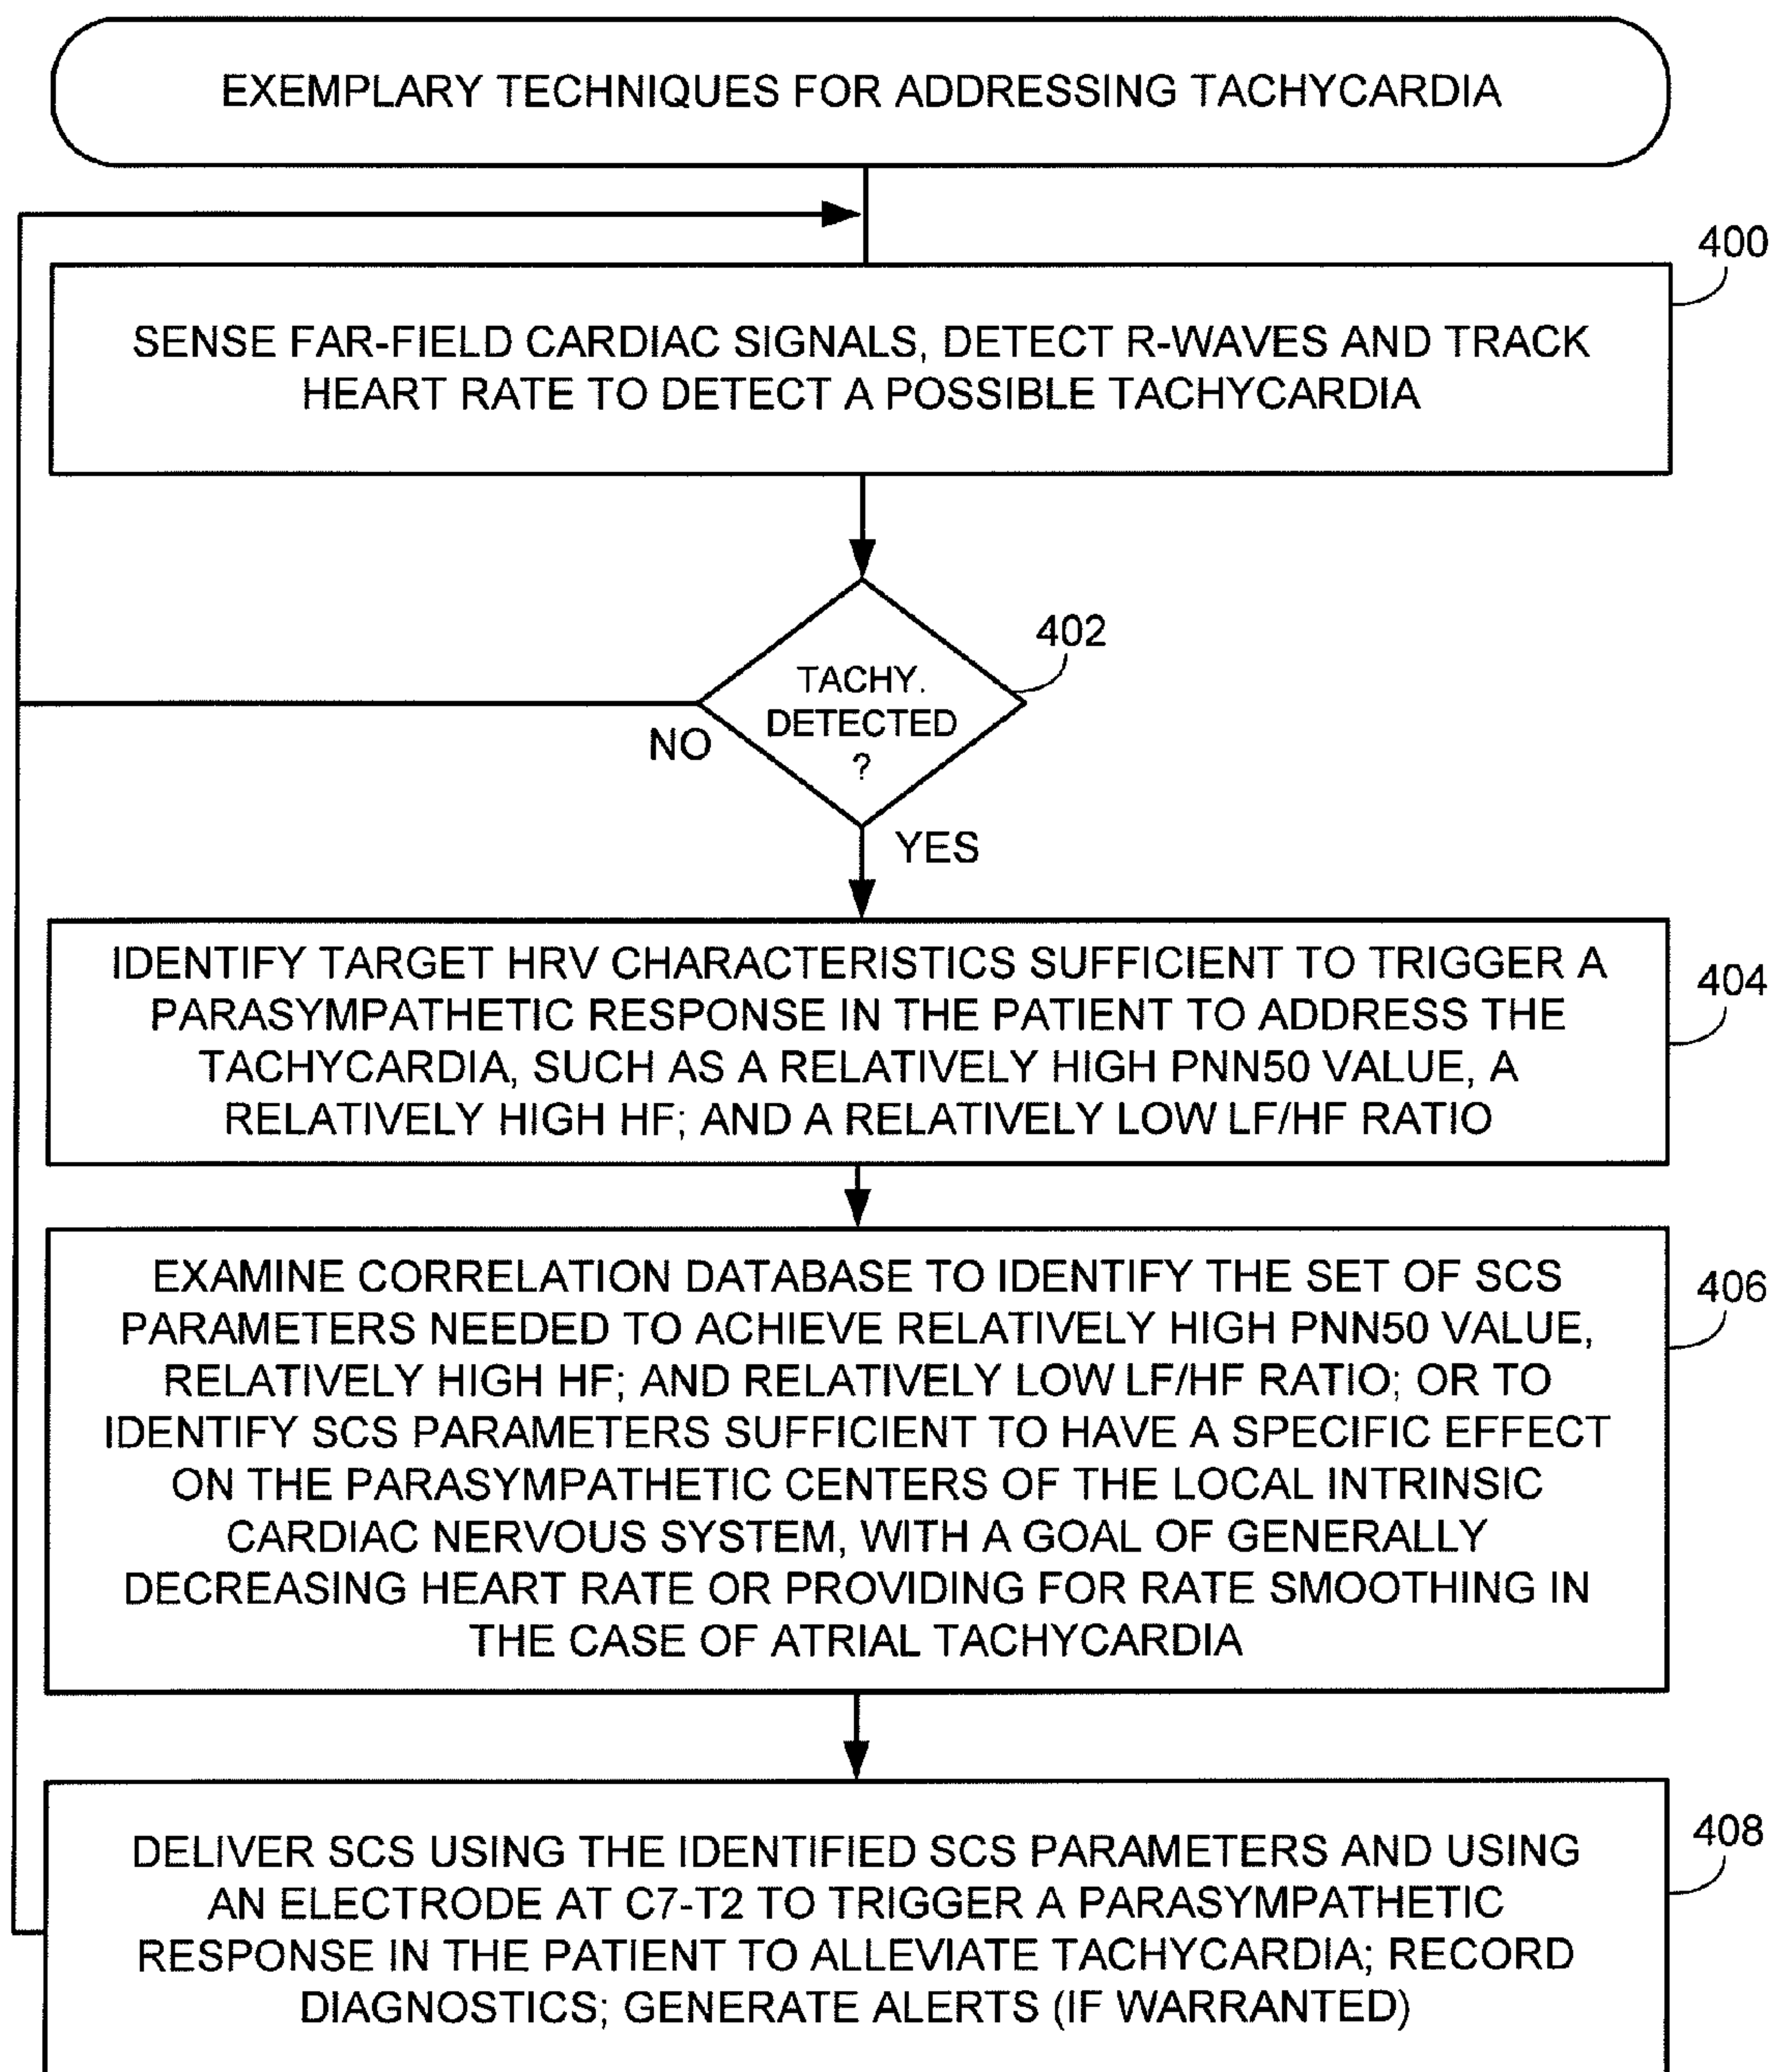 EXEMPLARY TECHNIQUES FOR ADDRESSING TACHYCARDIA
400
SENSE FAR-FIELD CARDIAC SIGNALS, DETECT R-WAVES AND TRACK
HEART RATE TO DETECT A POSSIBLE TACHYCARDIA
402
TACHY.
DETECTED
?
NO
YES
404
IDENTIFY TARGET HRV CHARACTERISTICS SUFFICIENT TO TRIGGER A
PARASYMPATHETIC RESPONSE IN THE PATIENT TO ADDRESS THE
TACHYCARDIA, SUCH AS A RELATIVELY HIGH PNN50 VALUE, A
RELATIVELY HIGH HF; AND A RELATIVELY LOW LF/HF RATIO
406
EXAMINE CORRELATION DATABASE TO IDENTIFY THE SET OF SCS
PARAMETERS NEEDED TO ACHIEVE RELATIVELY HIGH PNN50 VALUE,
RELATIVELY HIGH HF; AND RELATIVELY LOW LF/HF RATIO; OR TO
IDENTIFY SCS PARAMETERS SUFFICIENT TO HAVE A SPECIFIC EFFECT
ON THE PARASYMPATHETIC CENTERS OF THE LOCAL INTRINSIC
CARDIAC NERVOUS SYSTEM, WITH A GOAL OF GENERALLY
DECREASING HEART RATE OR PROVIDING FOR RATE SMOOTHING IN
THE CASE OF ATRIAL TACHYCARDIA
408
DELIVER SCS USING THE IDENTIFIED SCS PARAMETERS AND USING
AN ELECTRODE AT C7-T2 TO TRIGGER A PARASYMPATHETIC
RESPONSE IN THE PATIENT TO ALLEVIATE TACHYCARDIA; RECORD
DIAGNOSTICS; GENERATE ALERTS (IF WARRANTED)